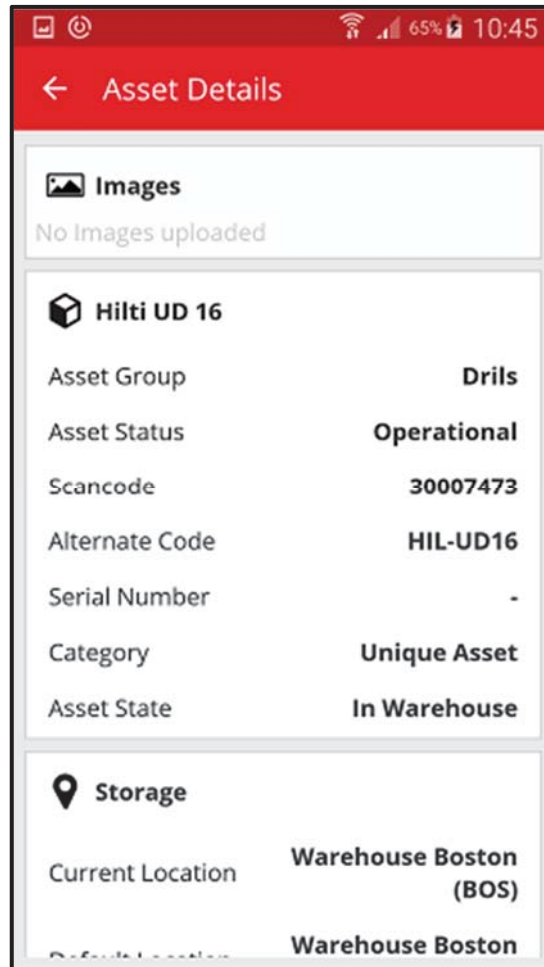 65% 10:45
Asset Details
Images
No Images uploaded
Hilti UD 16
Asset Group Drils
Asset Status Operational
Scancode 30007473
Alternate Code HIL-UD16
Serial Number -
Category Unique Asset
Asset State In Warehouse
Storage
Current Location Warehouse Boston
(BOS)
Default Location Warehouse Boston